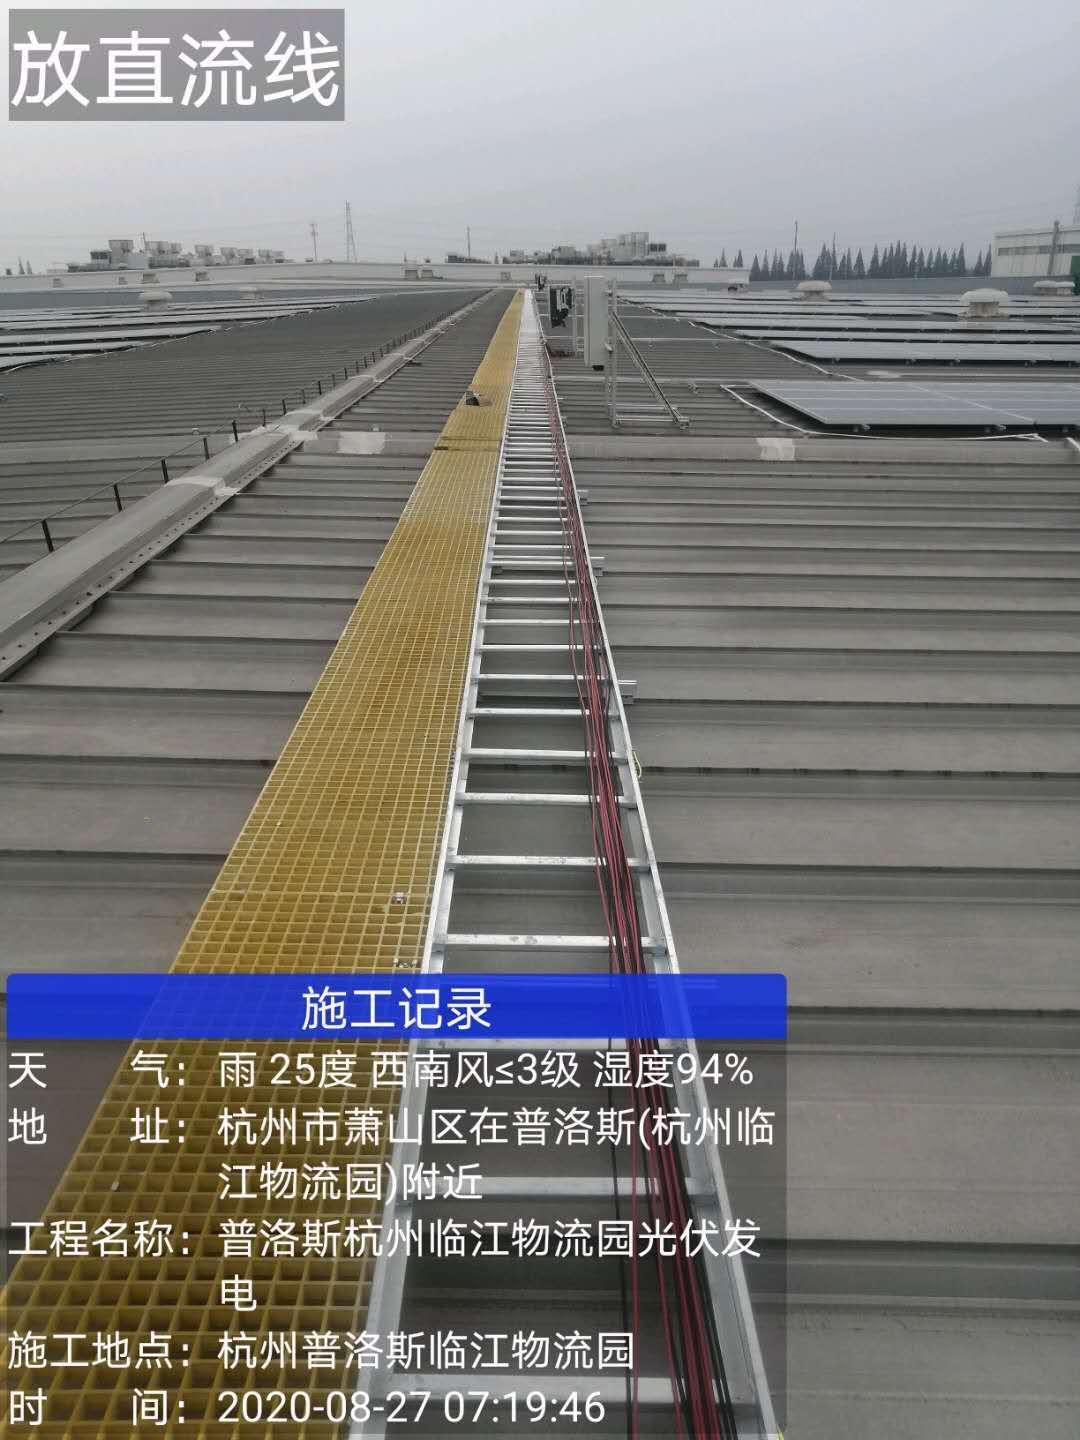 放直流线
施工记录
天 气：雨 25度 西南风≤3级 湿度94%
地 址：杭州市萧山区在普洛斯(杭州临
江物流园)附近
工程名称：普洛斯杭州临江物流园光伏发
电
施工地点：杭州普洛斯临江物流园
时 间：2020-08-27 07:19:46